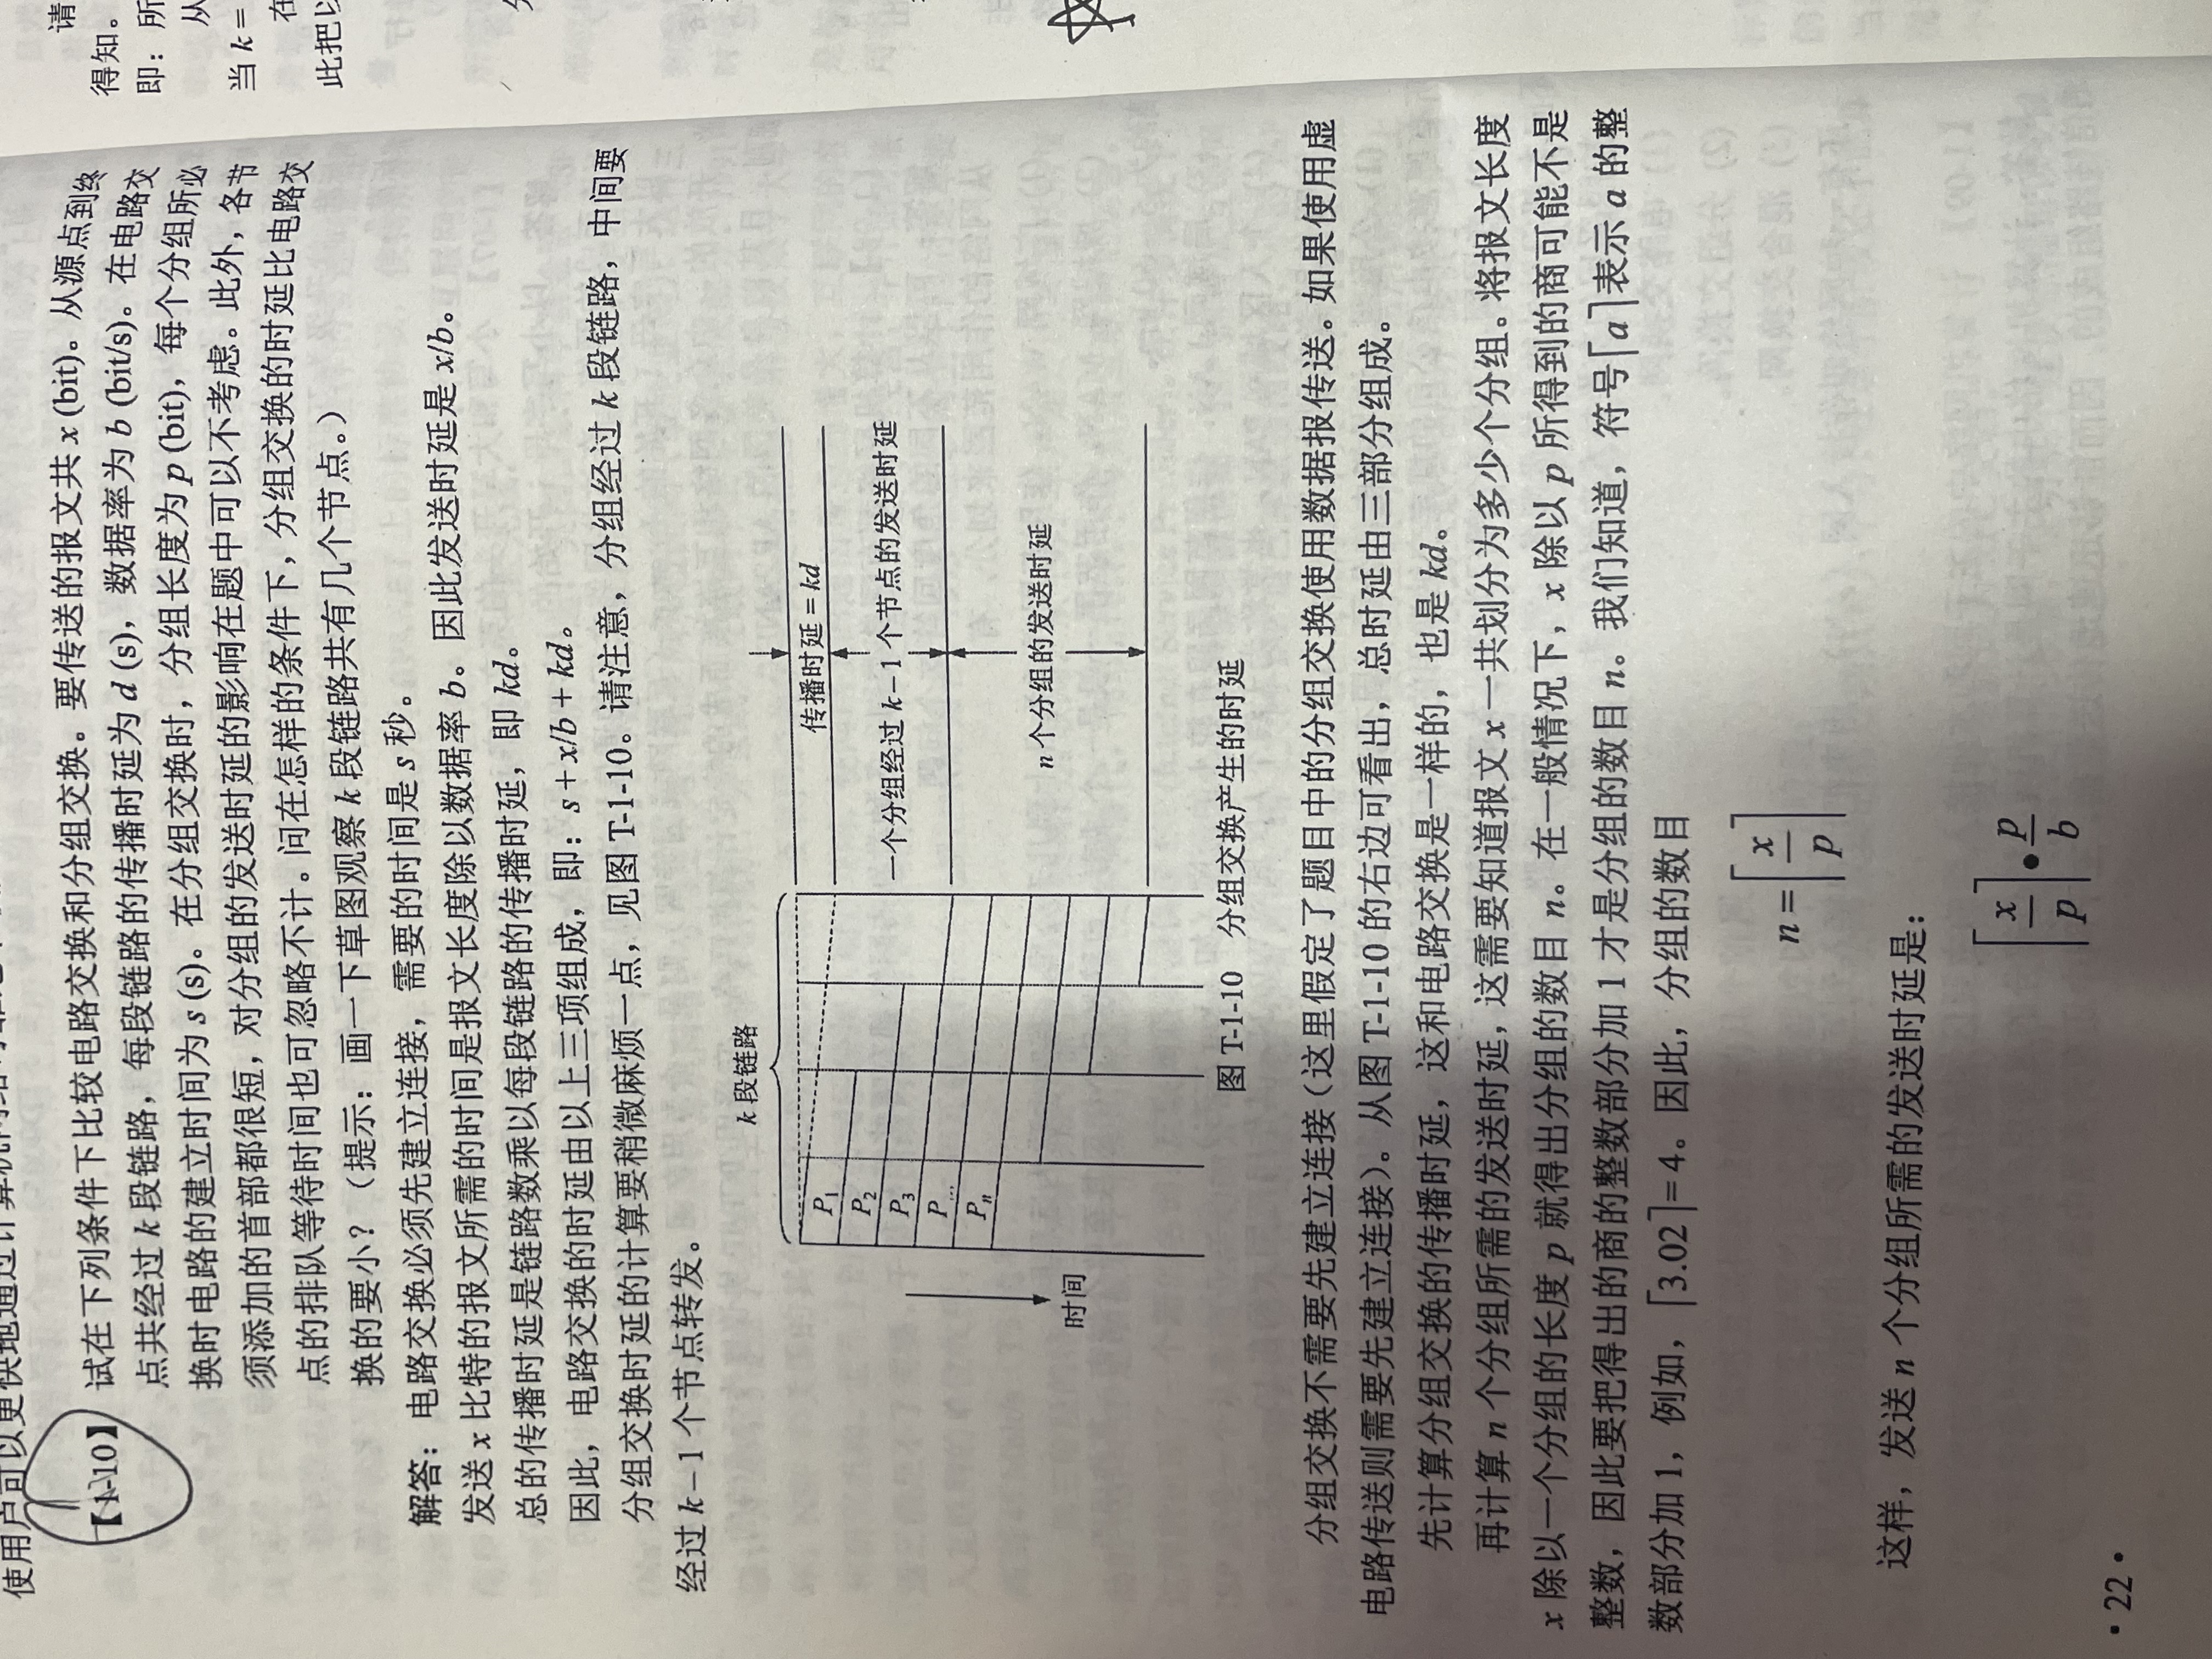 使用户可以更快地通过计算机网络
【1-10】 试在下列条件下比较电路交换和分组交换。要传送的报文共 x (bit)。从源点到终
点共经过 k 段链路，每段链路的传播时延为 d (s)，数据率为 b (bit/s)。在电路交
换时电路的建立时间为 s (s)。在分组交换时，分组长度为 p (bit)，每个分组所必
须添加的首部都很短，对分组的发送时延的影响在题中可以不考虑。此外，各节
点的排队等待时间也可忽略不计。问在怎样的条件下，分组交换的时延比电路交
换的要小？（提示：画一下草图观察 k 段链路共有几个节点。）
解答：电路交换必须先建立连接，需要的时间是 s 秒。
发送 x 比特的报文所需的时间是报文长度除以数据率 b。因此发送时延是 x/b。
总的传播时延是链路数乘以每段链路的传播时延，即 kd。
因此，电路交换的时延由以上三项组成，即：s + x/b + kd。
分组交换时延的计算要稍微麻烦一点，见图 T-1-10。请注意，分组经过 k 段链路，中间要
经过 k – 1 个节点转发。
k 段链路
传播时延 = kd
P1
P2
一个分组经过 k – 1 个节点的发送时延
P3
P...
Pn
n 个分组的发送时延
时间
图 T-1-10 分组交换产生的时延
分组交换不需要先建立连接（这里假定了题目中的分组交换使用数据报传送。如果使用虚
电路传送则需要先建立连接）。从图 T-1-10 的右边可看出，总时延由三部分组成。
先计算分组交换的传播时延，这和电路交换是一样的，也是 kd。
再计算 n 个分组所需的发送时延，这需要知道报文 x 一共划分为多少个分组。将报文长度
x 除以一个分组的长度 p 就得出分组的数目 n。在一般情况下，x 除以 p 所得到的商可能不是
整数，因此要把得出的商的整数部分加 1 才是分组的数目 n。我们知道，符号⌈a⌉表示 a 的整
数部分加 1，例如，⌈3.02⌉= 4。因此，分组的数目
n = ⌈x/p⌉
这样，发送 n 个分组所需的发送时延是：
⌈x/p⌉•p/b
• 22 •
请
得知。
即：所
从
当 k =
在
此把以